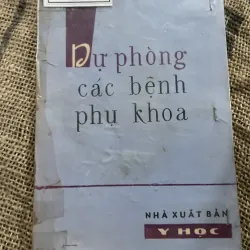 Dự phòng
các bệnh
phụ khoa
NHÀ XUẤT BẢN
Y HỌC